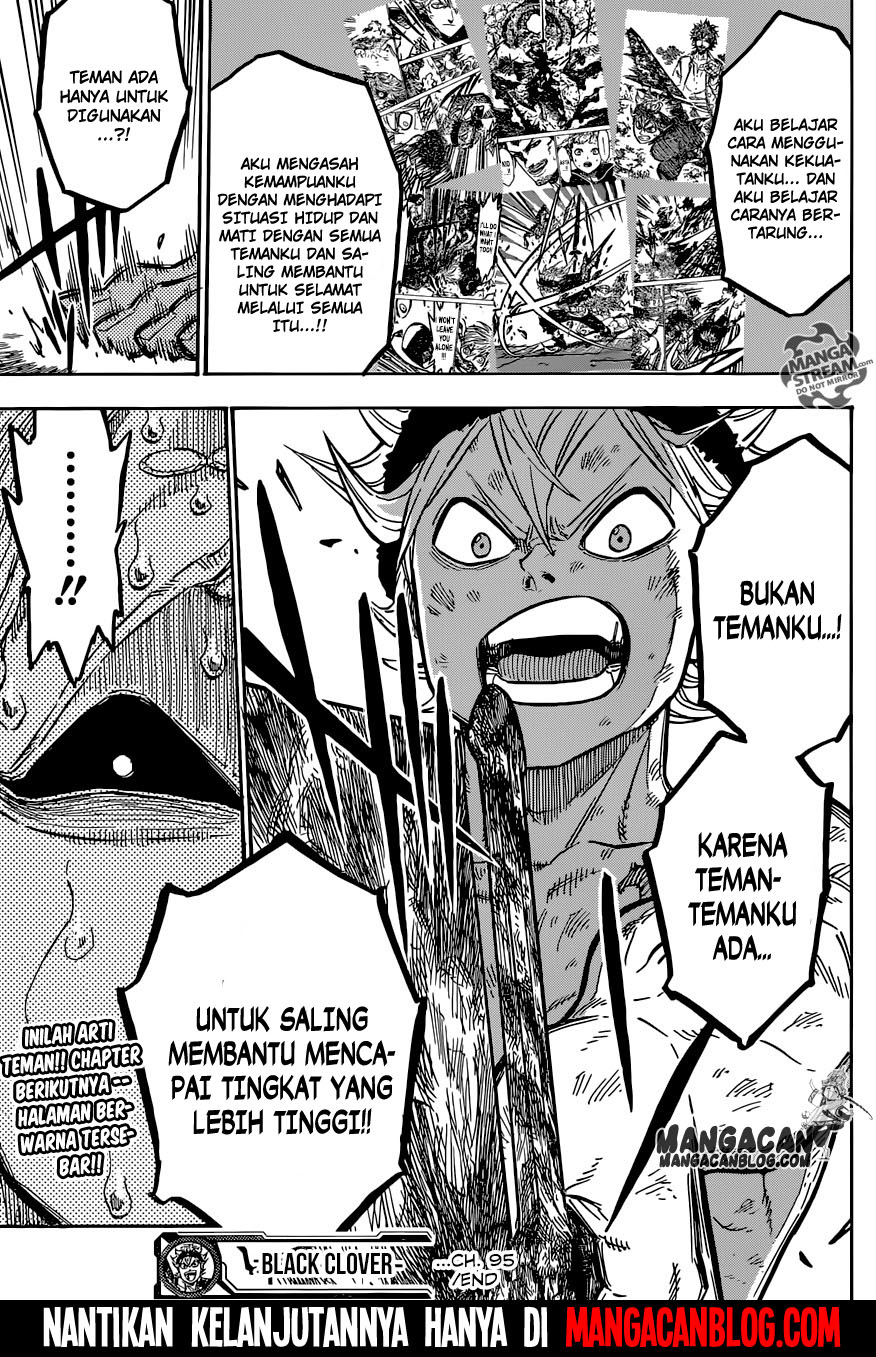 AKU BELAJAR
CARA MENGGU-
NAKAN KEKUA-
TANKU... DAN
AKU BELAJAR
CARANYA BER-
TARUNG...
I'LL DO
WHAT I
WANT
TOO!!
I WON'T
LEAVE
YOU
ALONE!!!
AKU MENGASAH
KEMAMPUANKU
DENGAN MENGHADAPI
SITUASI HIDUP DAN
MATI DENGAN SEMUA
TEMANKU DAN SA-
LING MEMBANTU
UNTUK SELAMAT
MELALUI SEMUA
ITU...!!
TEMAN ADA
HANYA UNTUK
DIGUNAKAN
...?!
MANGA
STREAM.com
DO NOT MIRROR
BUKAN
TEMANKU...!
KARENA
TEMAN-
TEMANKU
ADA...
UNTUK SALING
MEMBANTU MENCA-
PAI TINGKAT YANG
LEBIH TINGGI!!
.........!!
INILAH ARTI
TEMAN!! CHAPTER
BERIKUTNYA --
HALAMAN BER-
WARNA TERSE-
BAR!!
MANGACAN
MANGACANBLOG.COM
-BLACK CLOVER-
...CH. 95
/END
NANTIKAN KELANJUTANNYA HANYA DI MANGACANBLOG.COM